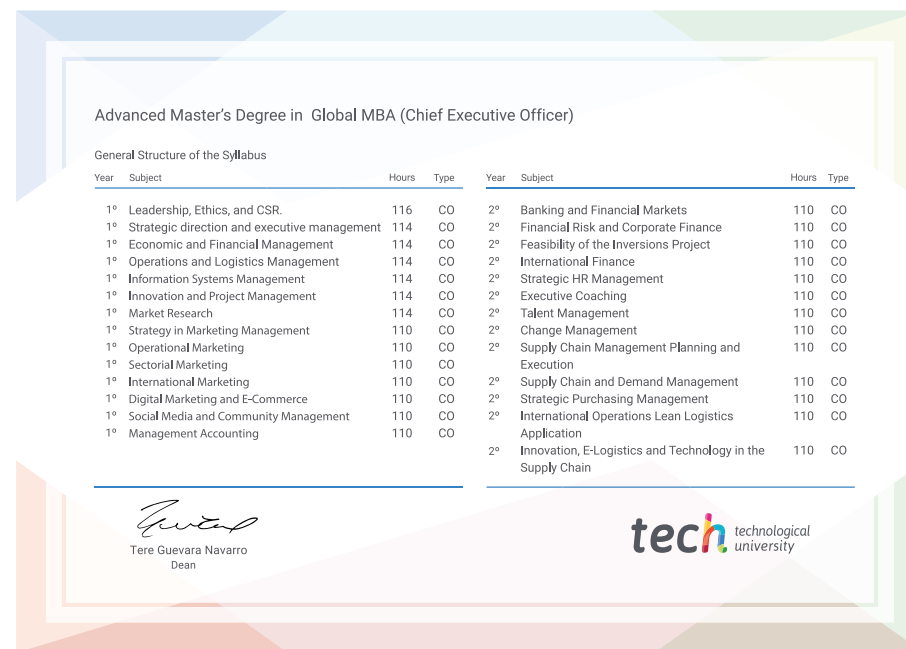 Advanced Master's Degree in Global MBA (Chief Executive Officer)
General Structure of the Syllabus
Year Subject Hours Type
1º Leadership, Ethics, and CSR. 116 CO
1º Strategic direction and executive management 114 CO
1º Economic and Financial Management 114 CO
1º Operations and Logistics Management 114 CO
1º Information Systems Management 114 CO
1º Innovation and Project Management 114 CO
1º Market Research 114 CO
1º Strategy in Marketing Management 110 CO
1º Operational Marketing 110 CO
1º Sectorial Marketing 110 CO
1º International Marketing 110 CO
1º Digital Marketing and E-Commerce 110 CO
1º Social Media and Community Management 110 CO
1º Management Accounting 110 CO
Year Subject Hours Type
2º Banking and Financial Markets 110 CO
2º Financial Risk and Corporate Finance 110 CO
2º Feasibility of the Inversions Project 110 CO
2º International Finance 110 CO
2º Strategic HR Management 110 CO
2º Executive Coaching 110 CO
2º Talent Management 110 CO
2º Change Management 110 CO
2º Supply Chain Management Planning and 110 CO
Execution
2º Supply Chain and Demand Management 110 CO
2º Strategic Purchasing Management 110 CO
2º International Operations Lean Logistics 110 CO
Application
2º Innovation, E-Logistics and Technology in the 110 CO
Supply Chain
Tere Guevara Navarro
Dean
tech technological
university